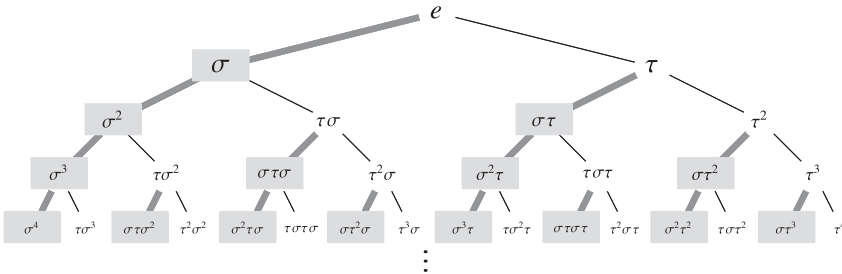 e
σ τ
σ² τσ στ τ²
σ³ τσ² στσ τ²σ σ²τ τστ στ² τ³
σ⁴ τσ³ στσ² τ²σ² σ²τσ τστσ στ²σ τ³σ σ³τ τσ²τ στστ τ²στ σ²τ² τστ² στ³
⋮